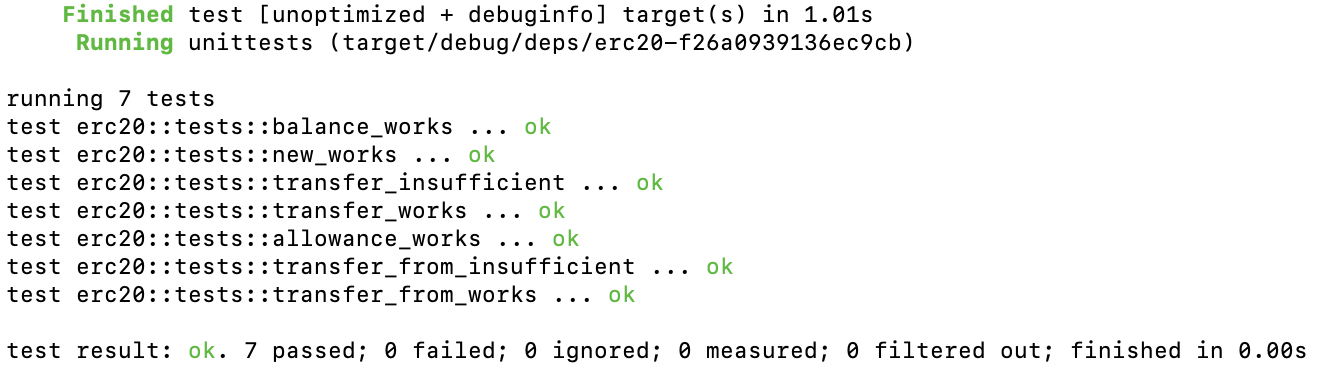 Finished test [unoptimized + debuginfo] target(s) in 1.01s
Running unittests (target/debug/deps/erc20-f26a0939136ec9cb)
running 7 tests
test erc20::tests::balance_works ... ok
test erc20::tests::new_works ... ok
test erc20::tests::transfer_insufficient ... ok
test erc20::tests::transfer_works ... ok
test erc20::tests::allowance_works ... ok
test erc20::tests::transfer_from_insufficient ... ok
test erc20::tests::transfer_from_works ... ok
test result: ok. 7 passed; 0 failed; 0 ignored; 0 measured; 0 filtered out; finished in 0.00s